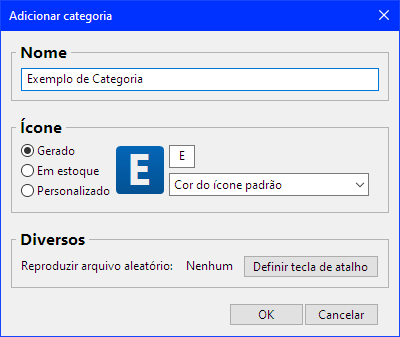 Adicionar categoria
Nome
Exemplo de Categoria
Ícone
Gerado
Em estoque
Personalizado
E
E
Cor do ícone padrão
Diversos
Reproduzir arquivo aleatório: Nenhum Definir tecla de atalho
OK Cancelar